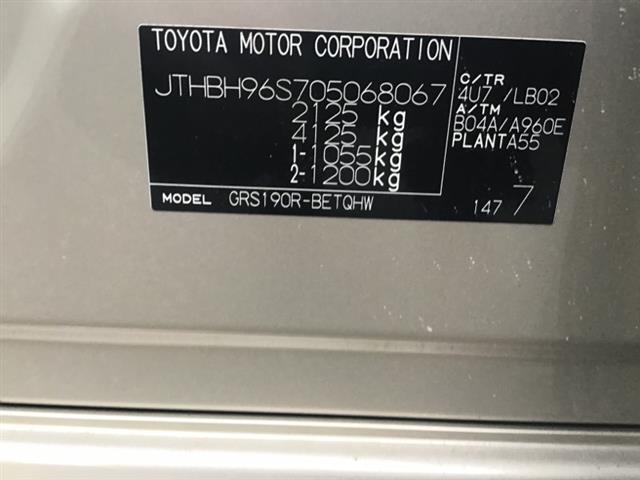 TOYOTA MOTOR CORPORATION
JTHBH96S705068067
2125 kg
4125 kg
1-1055kg
2-1200kg
C/TR
4U7 /LB02
A/TM
B04A/A960E
PLANTA55
MODEL GRS190R-BETQHW
147 7